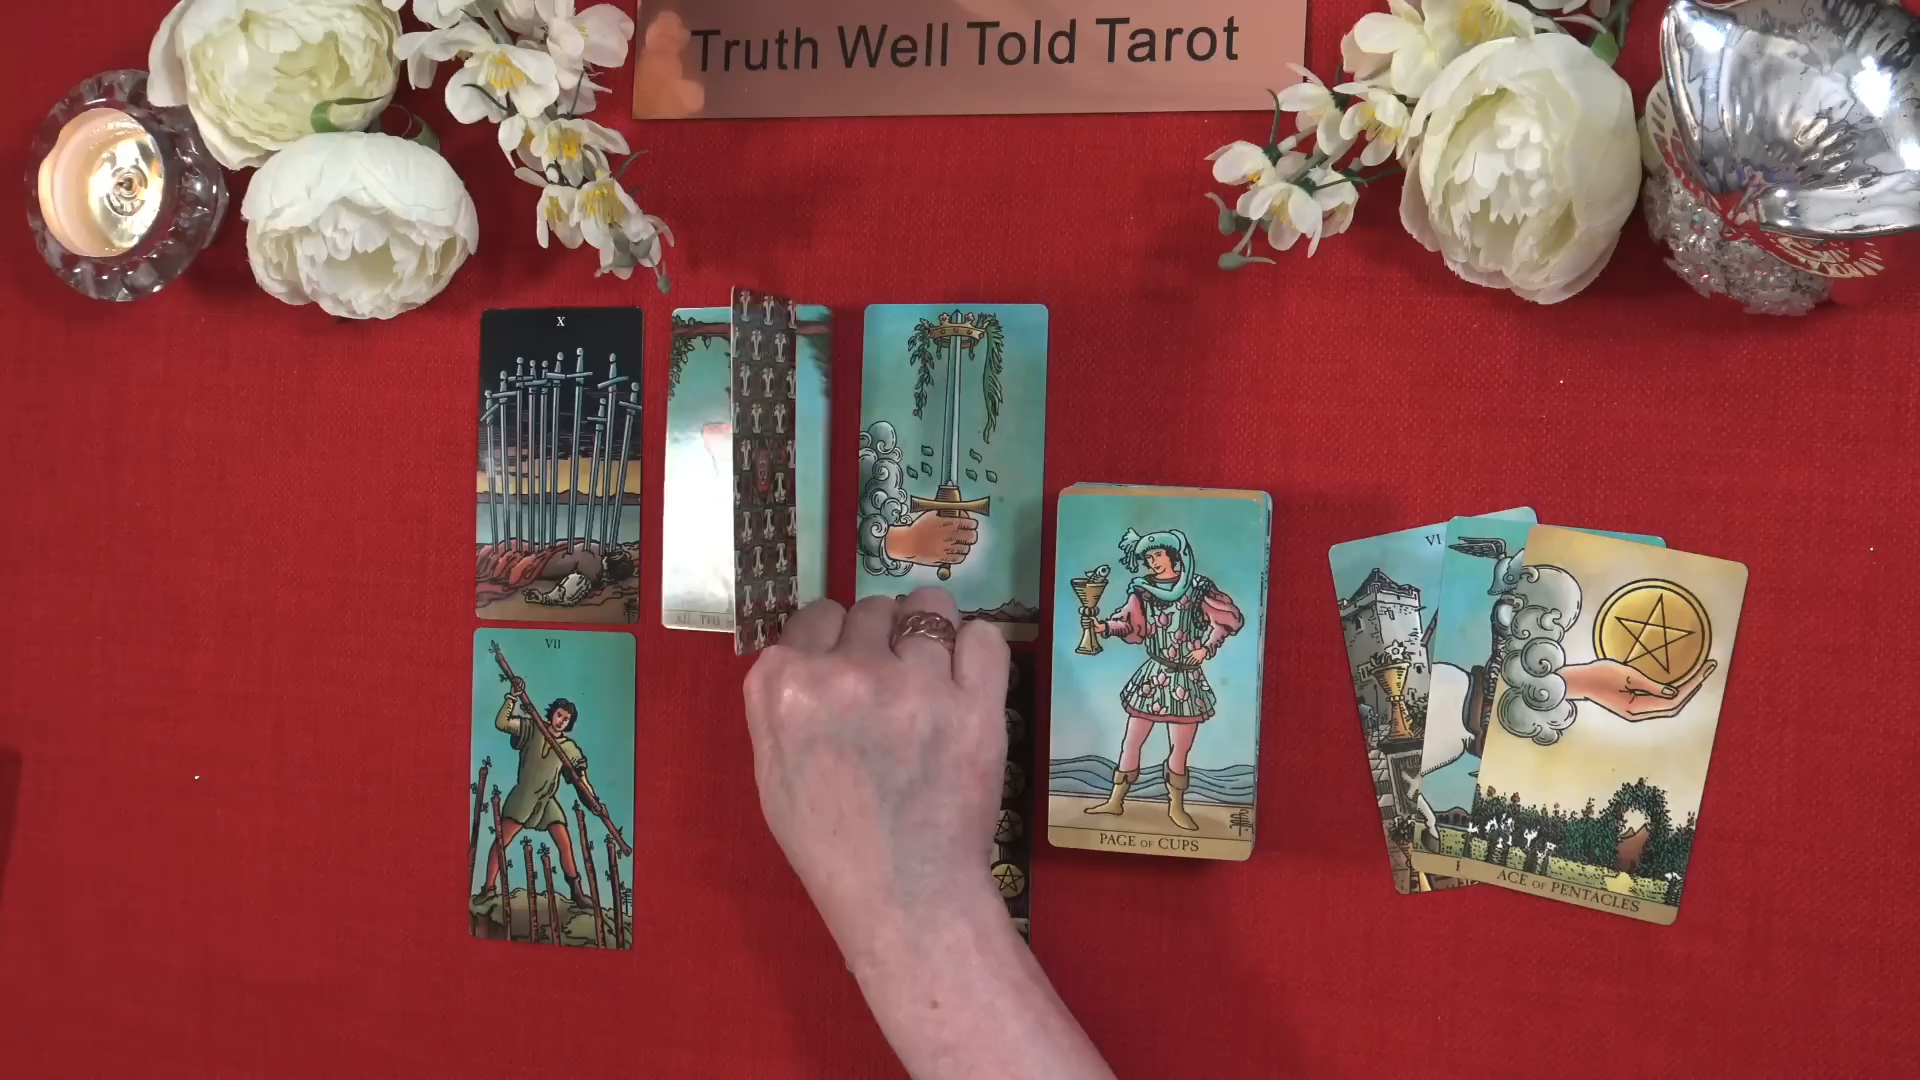 Truth Well Told Tarot
X
VII
VI
PAGE OF CUPS
ACE OF PENTACLES